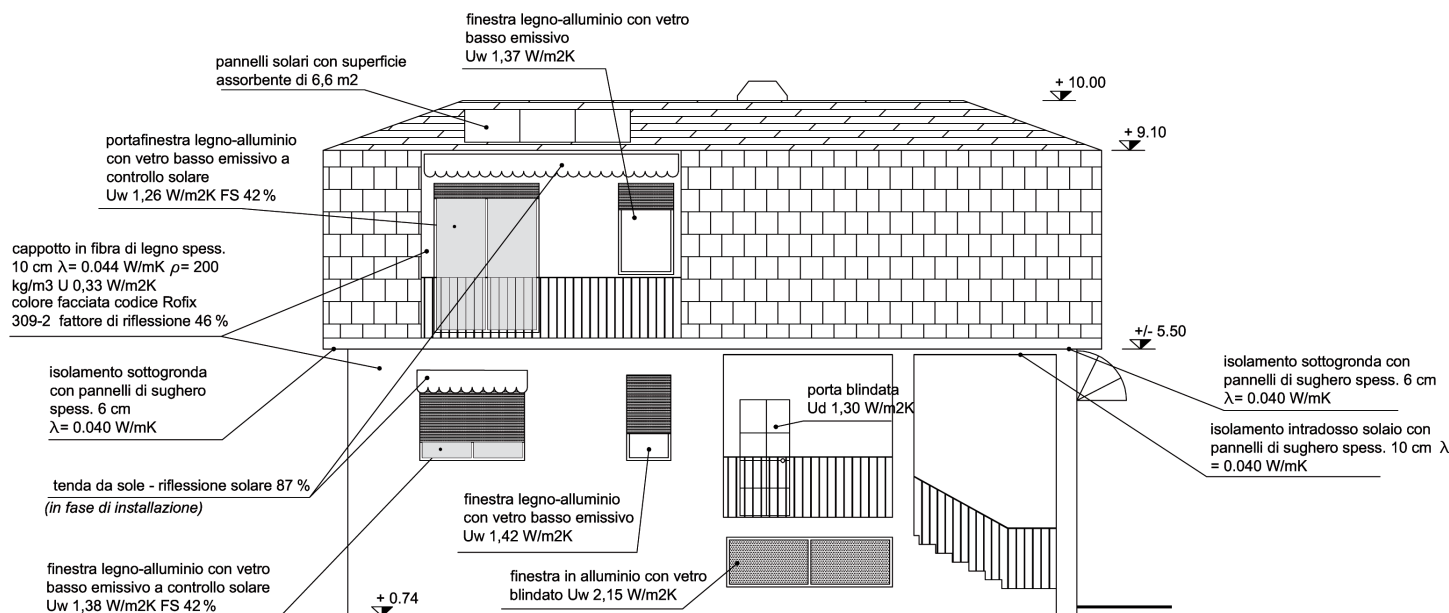 finestra legno-alluminio con vetro
basso emissivo
Uw 1,37 W/m2K
pannelli solari con superficie
assorbente di 6,6 m2
+ 10.00
+ 9.10
portafinestra legno-alluminio
con vetro basso emissivo a
controllo solare
Uw 1,26 W/m2K FS 42 %
cappotto in fibra di legno spess.
10 cm λ= 0.044 W/mK ρ= 200
kg/m3 U 0,33 W/m2K
colore facciata codice Rofix
309-2 fattore di riflessione 46 %
+/- 5.50
isolamento sottogronda
con pannelli di sughero
spess. 6 cm
λ= 0.040 W/mK
porta blindata
Ud 1,30 W/m2K
isolamento sottogronda con
pannelli di sughero spess. 6 cm
λ= 0.040 W/mK
isolamento intradosso solaio con
pannelli di sughero spess. 10 cm λ
= 0.040 W/mK
tenda da sole - riflessione solare 87 %
(in fase di installazione)
finestra legno-alluminio
con vetro basso emissivo
Uw 1,42 W/m2K
finestra legno-alluminio con vetro
basso emissivo a controllo solare
Uw 1,38 W/m2K FS 42 %
finestra in alluminio con vetro
blindato Uw 2,15 W/m2K
+ 0.74